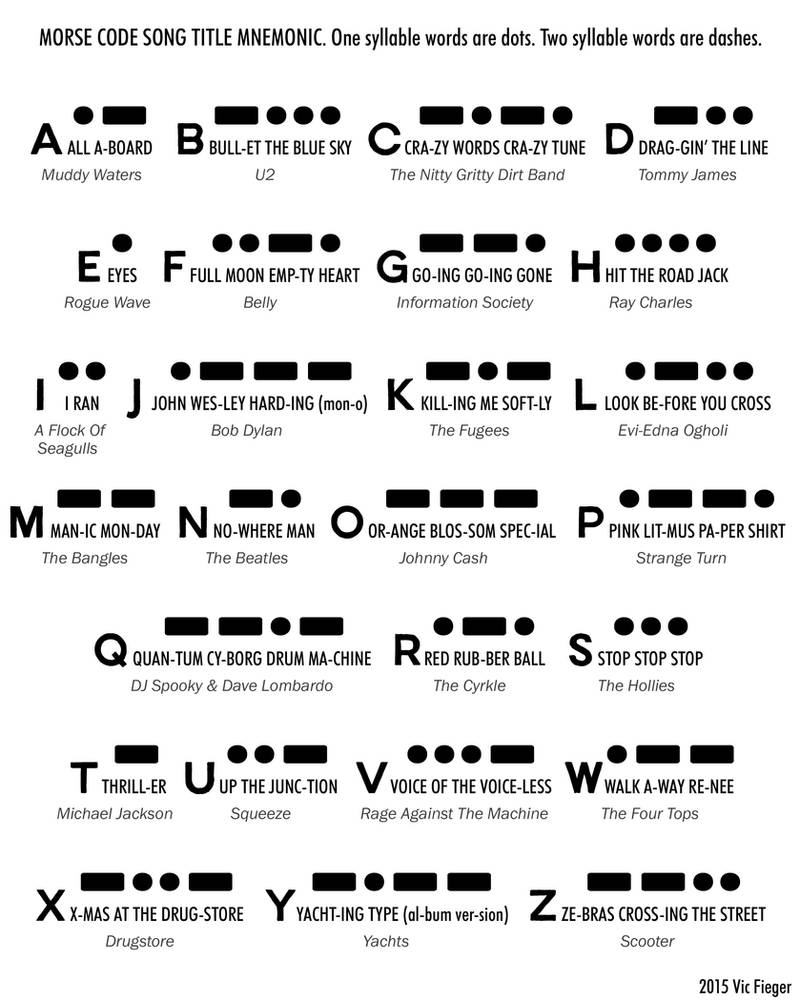 MORSE CODE SONG TITLE MNEMONIC. One syllable words are dots. Two syllable words are dashes.
A ALL A-BOARD
Muddy Waters
B BULL-ET THE BLUE SKY
U2
C CRA-ZY WORDS CRA-ZY TUNE
The Nitty Gritty Dirt Band
D DRAG-GIN' THE LINE
Tommy James
E EYES
Rogue Wave
F FULL MOON EMP-TY HEART
Belly
G GO-ING GO-ING GONE
Information Society
H HIT THE ROAD JACK
Ray Charles
I I RAN
A Flock Of
Seagulls
J JOHN WES-LEY HARD-ING (mon-o)
Bob Dylan
K KILL-ING ME SOFT-LY
The Fugees
L LOOK BE-FORE YOU CROSS
Evi-Edna Ogholi
M MAN-IC MON-DAY
The Bangles
N NO-WHERE MAN
The Beatles
O OR-ANGE BLOS-SOM SPEC-IAL
Johnny Cash
P PINK LIT-MUS PA-PER SHIRT
Strange Turn
Q QUAN-TUM CY-BORG DRUM MA-CHINE
DJ Spooky & Dave Lombardo
R RED RUB-BER BALL
The Cyrkle
S STOP STOP STOP
The Hollies
T THRILL-ER
Michael Jackson
U UP THE JUNC-TION
Squeeze
V VOICE OF THE VOICE-LESS
Rage Against The Machine
W WALK A-WAY RE-NEE
The Four Tops
X X-MAS AT THE DRUG-STORE
Drugstore
Y YACHT-ING TYPE (al-bum ver-sion)
Yachts
Z ZE-BRAS CROSS-ING THE STREET
Scooter
2015 Vic Fieger